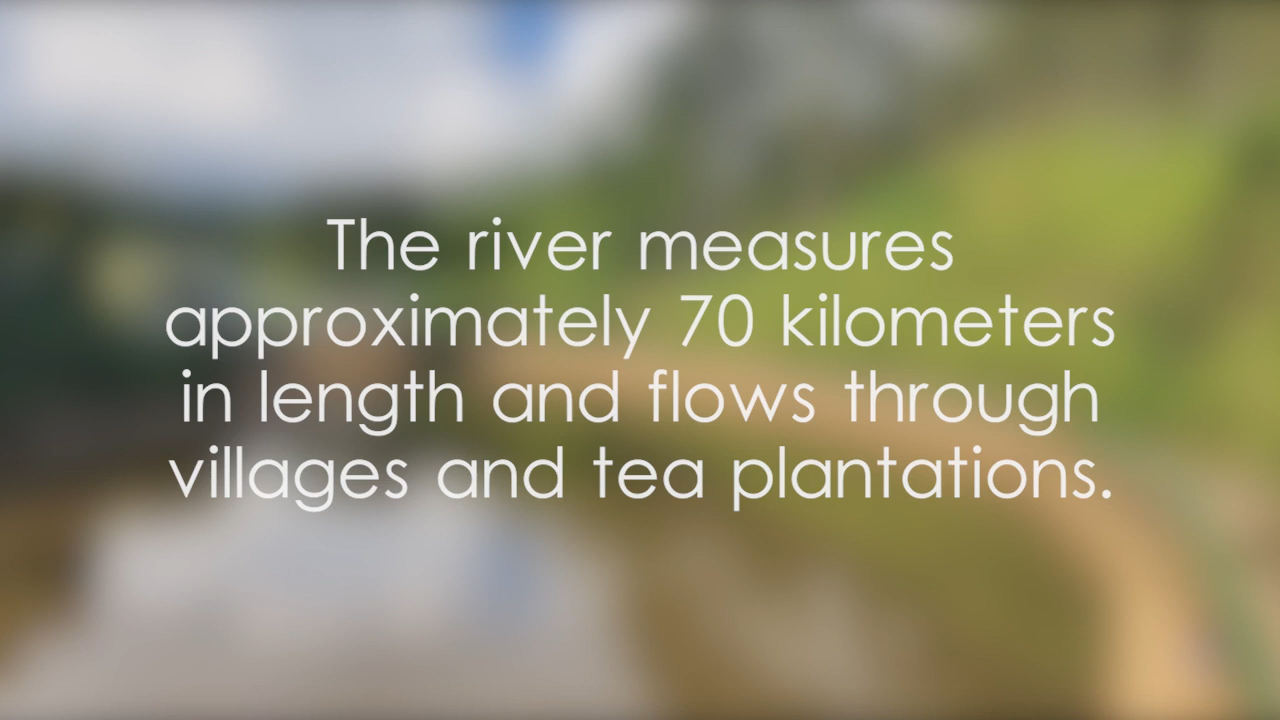 The river measures
approximately 70 kilometers
in length and flows through
villages and tea plantations.